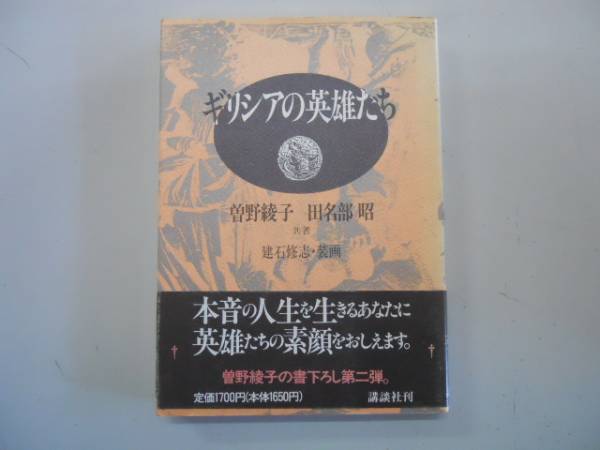 ギリシアの英雄たち
曽野綾子 田名部 昭
共著
建石修志・装画
本音の人生を生きるあなたに
英雄たちの素顔をおしえます。
曽野綾子の書下ろし第二弾。
定価1700円(本体1650円)
講談社刊